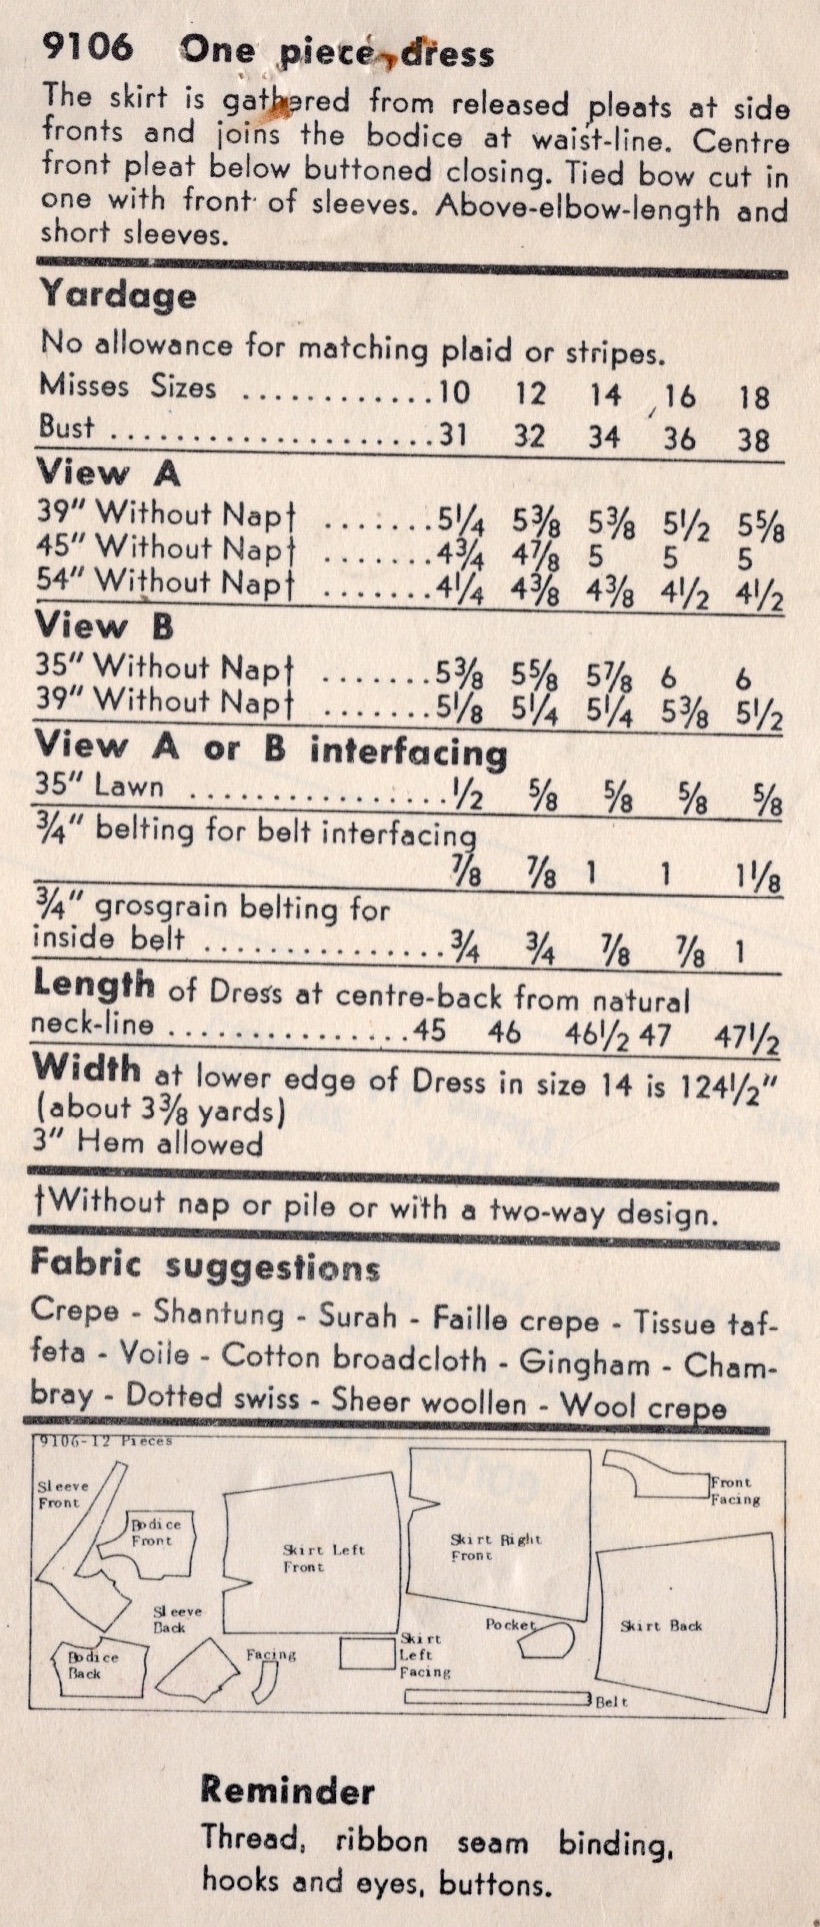 9106 One piece dress
The skirt is gathered from released pleats at side
fronts and joins the bodice at waist-line. Centre
front pleat below buttoned closing. Tied bow cut in
one with front of sleeves. Above-elbow-length and
short sleeves.
Yardage
No allowance for matching plaid or stripes.
Misses Sizes ............10 12 14 16 18
Bust .....................31 32 34 36 38
View A
39" Without Nap† .......5¼ 5⅜ 5⅜ 5½ 5⅝
45" Without Nap† .......4¾ 4⅞ 5 5 5
54" Without Nap† .......4¼ 4⅜ 4⅜ 4½ 4½
View B
35" Without Nap† .......5⅜ 5⅝ 5⅞ 6 6
39" Without Nap† .......5⅛ 5¼ 5¼ 5⅜ 5½
View A or B interfacing
35" Lawn ................½ ⅝ ⅝ ⅝ ⅝
¾" belting for belt interfacing
⅞ ⅞ 1 1 1⅛
¾" grosgrain belting for
inside belt ...............¾ ¾ ⅞ ⅞ 1
Length of Dress at centre-back from natural
neck-line ...............45 46 46½ 47 47½
Width at lower edge of Dress in size 14 is 124½"
(about 3⅜ yards)
3" Hem allowed
†Without nap or pile or with a two-way design.
Fabric suggestions
Crepe - Shantung - Surah - Faille crepe - Tissue taf-
feta - Voile - Cotton broadcloth - Gingham - Cham-
bray - Dotted swiss - Sheer woollen - Wool crepe
9106-12 Pieces
Sleeve
Front
Bodice
Front
Skirt Left
Front
Skirt Right
Front
Front
Facing
Sleeve
Back
Bodice
Back
Facing
Skirt
Left
Facing
Pocket
Skirt Back
Belt
Reminder
Thread, ribbon seam binding,
hooks and eyes, buttons.